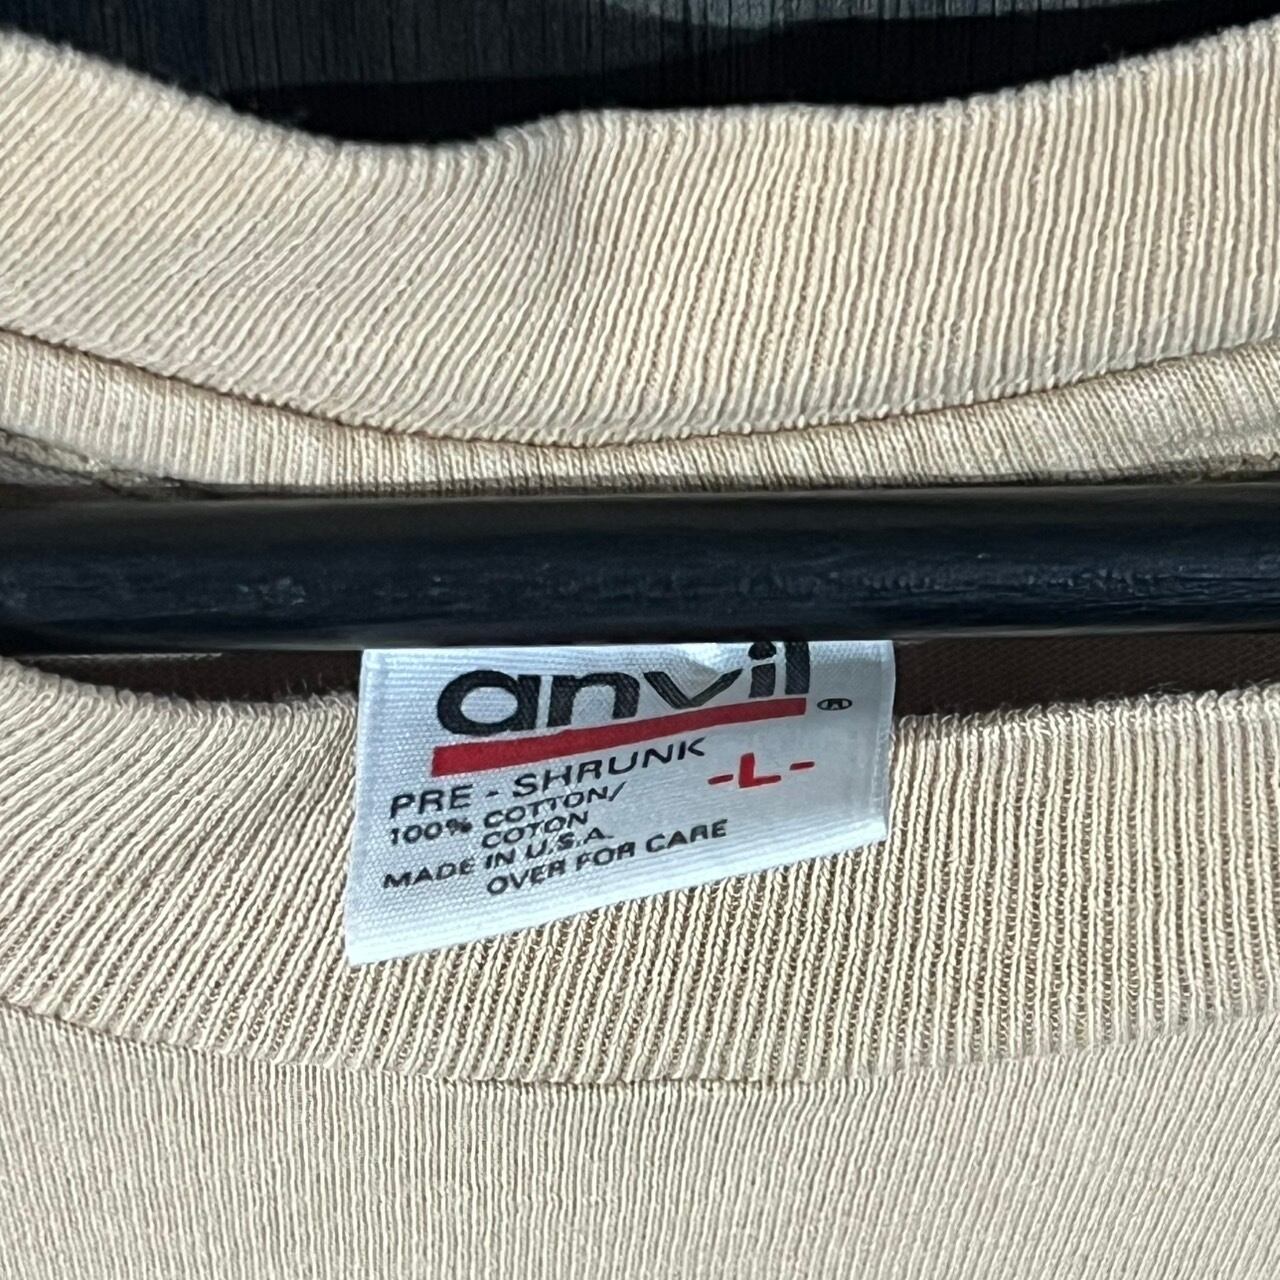 anvil ®
PRE - SHRUNK -L-
100% COTTON/
COTON
MADE IN U.S.A.
OVER FOR CARE